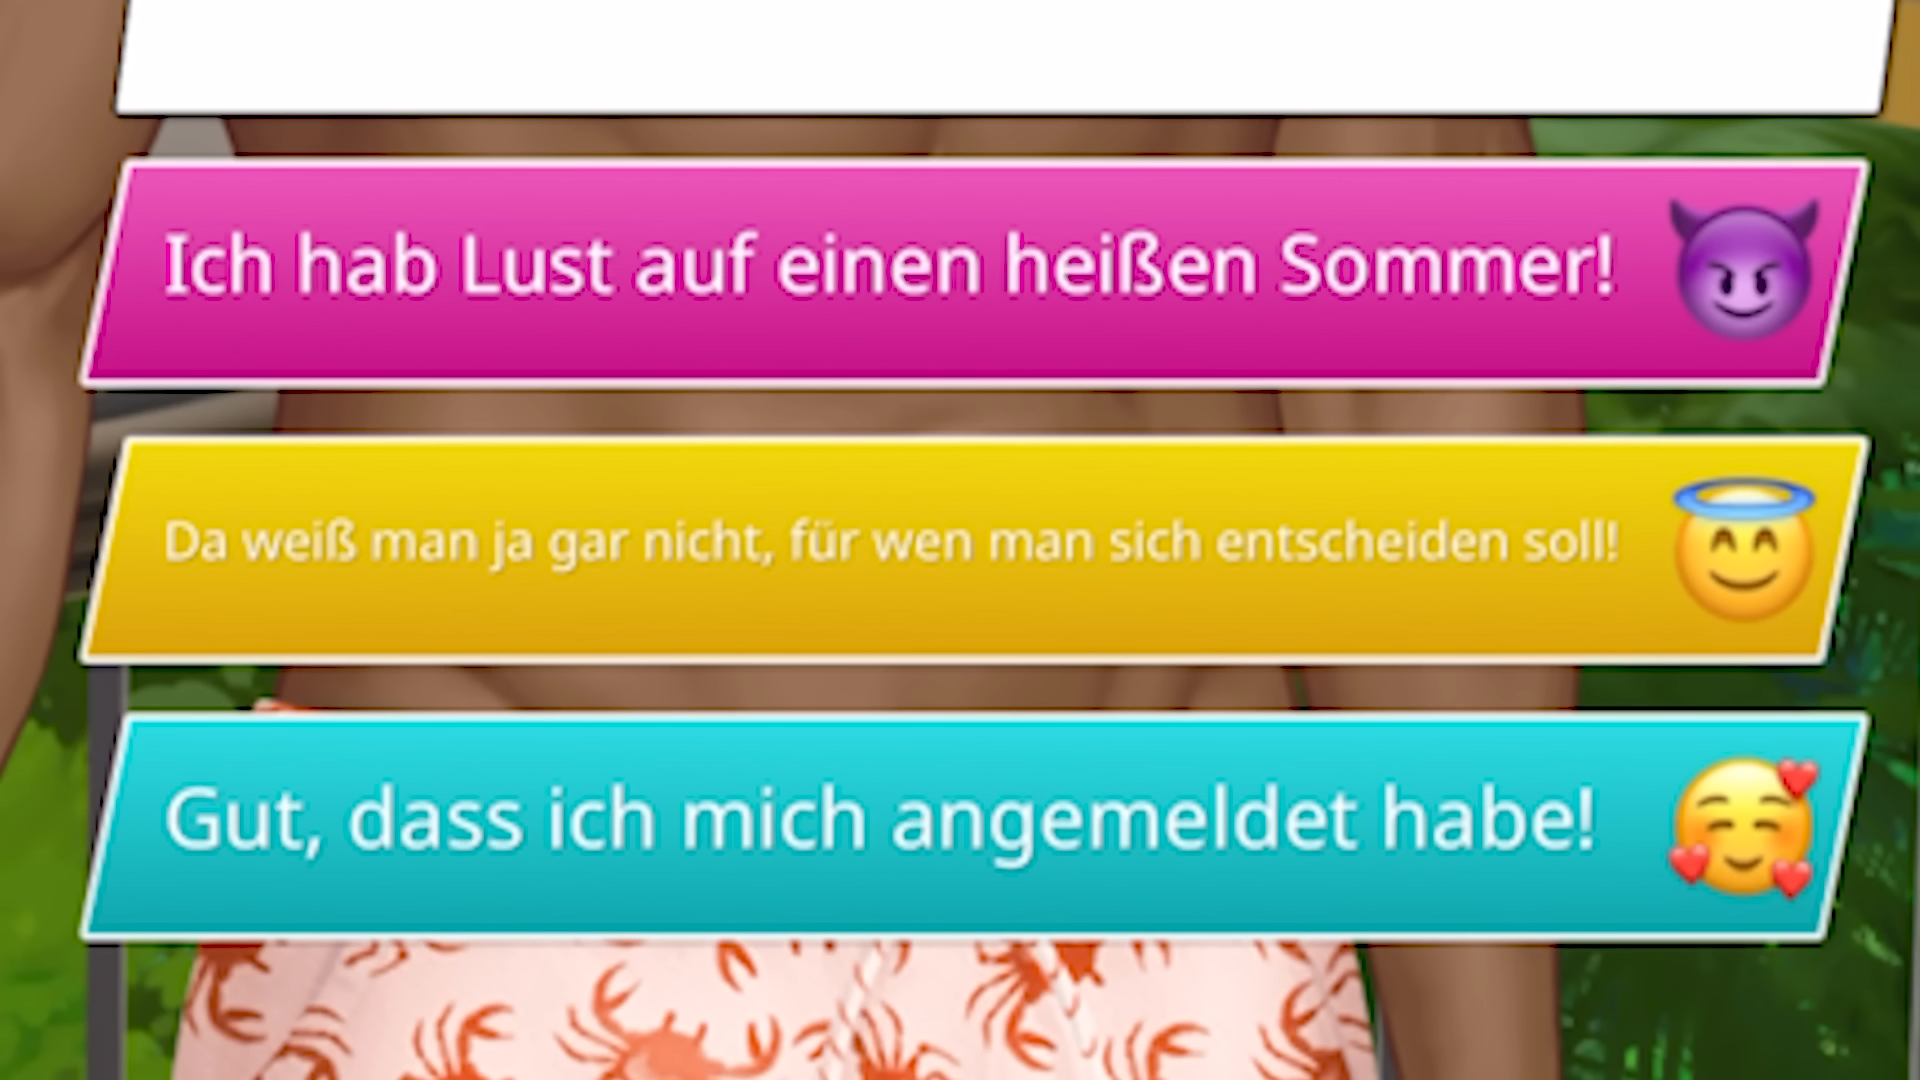 Ich hab Lust auf einen heißen Sommer! 😈
Da weiß man ja gar nicht, für wen man sich entscheiden soll! 😇
Gut, dass ich mich angemeldet habe! 🥰